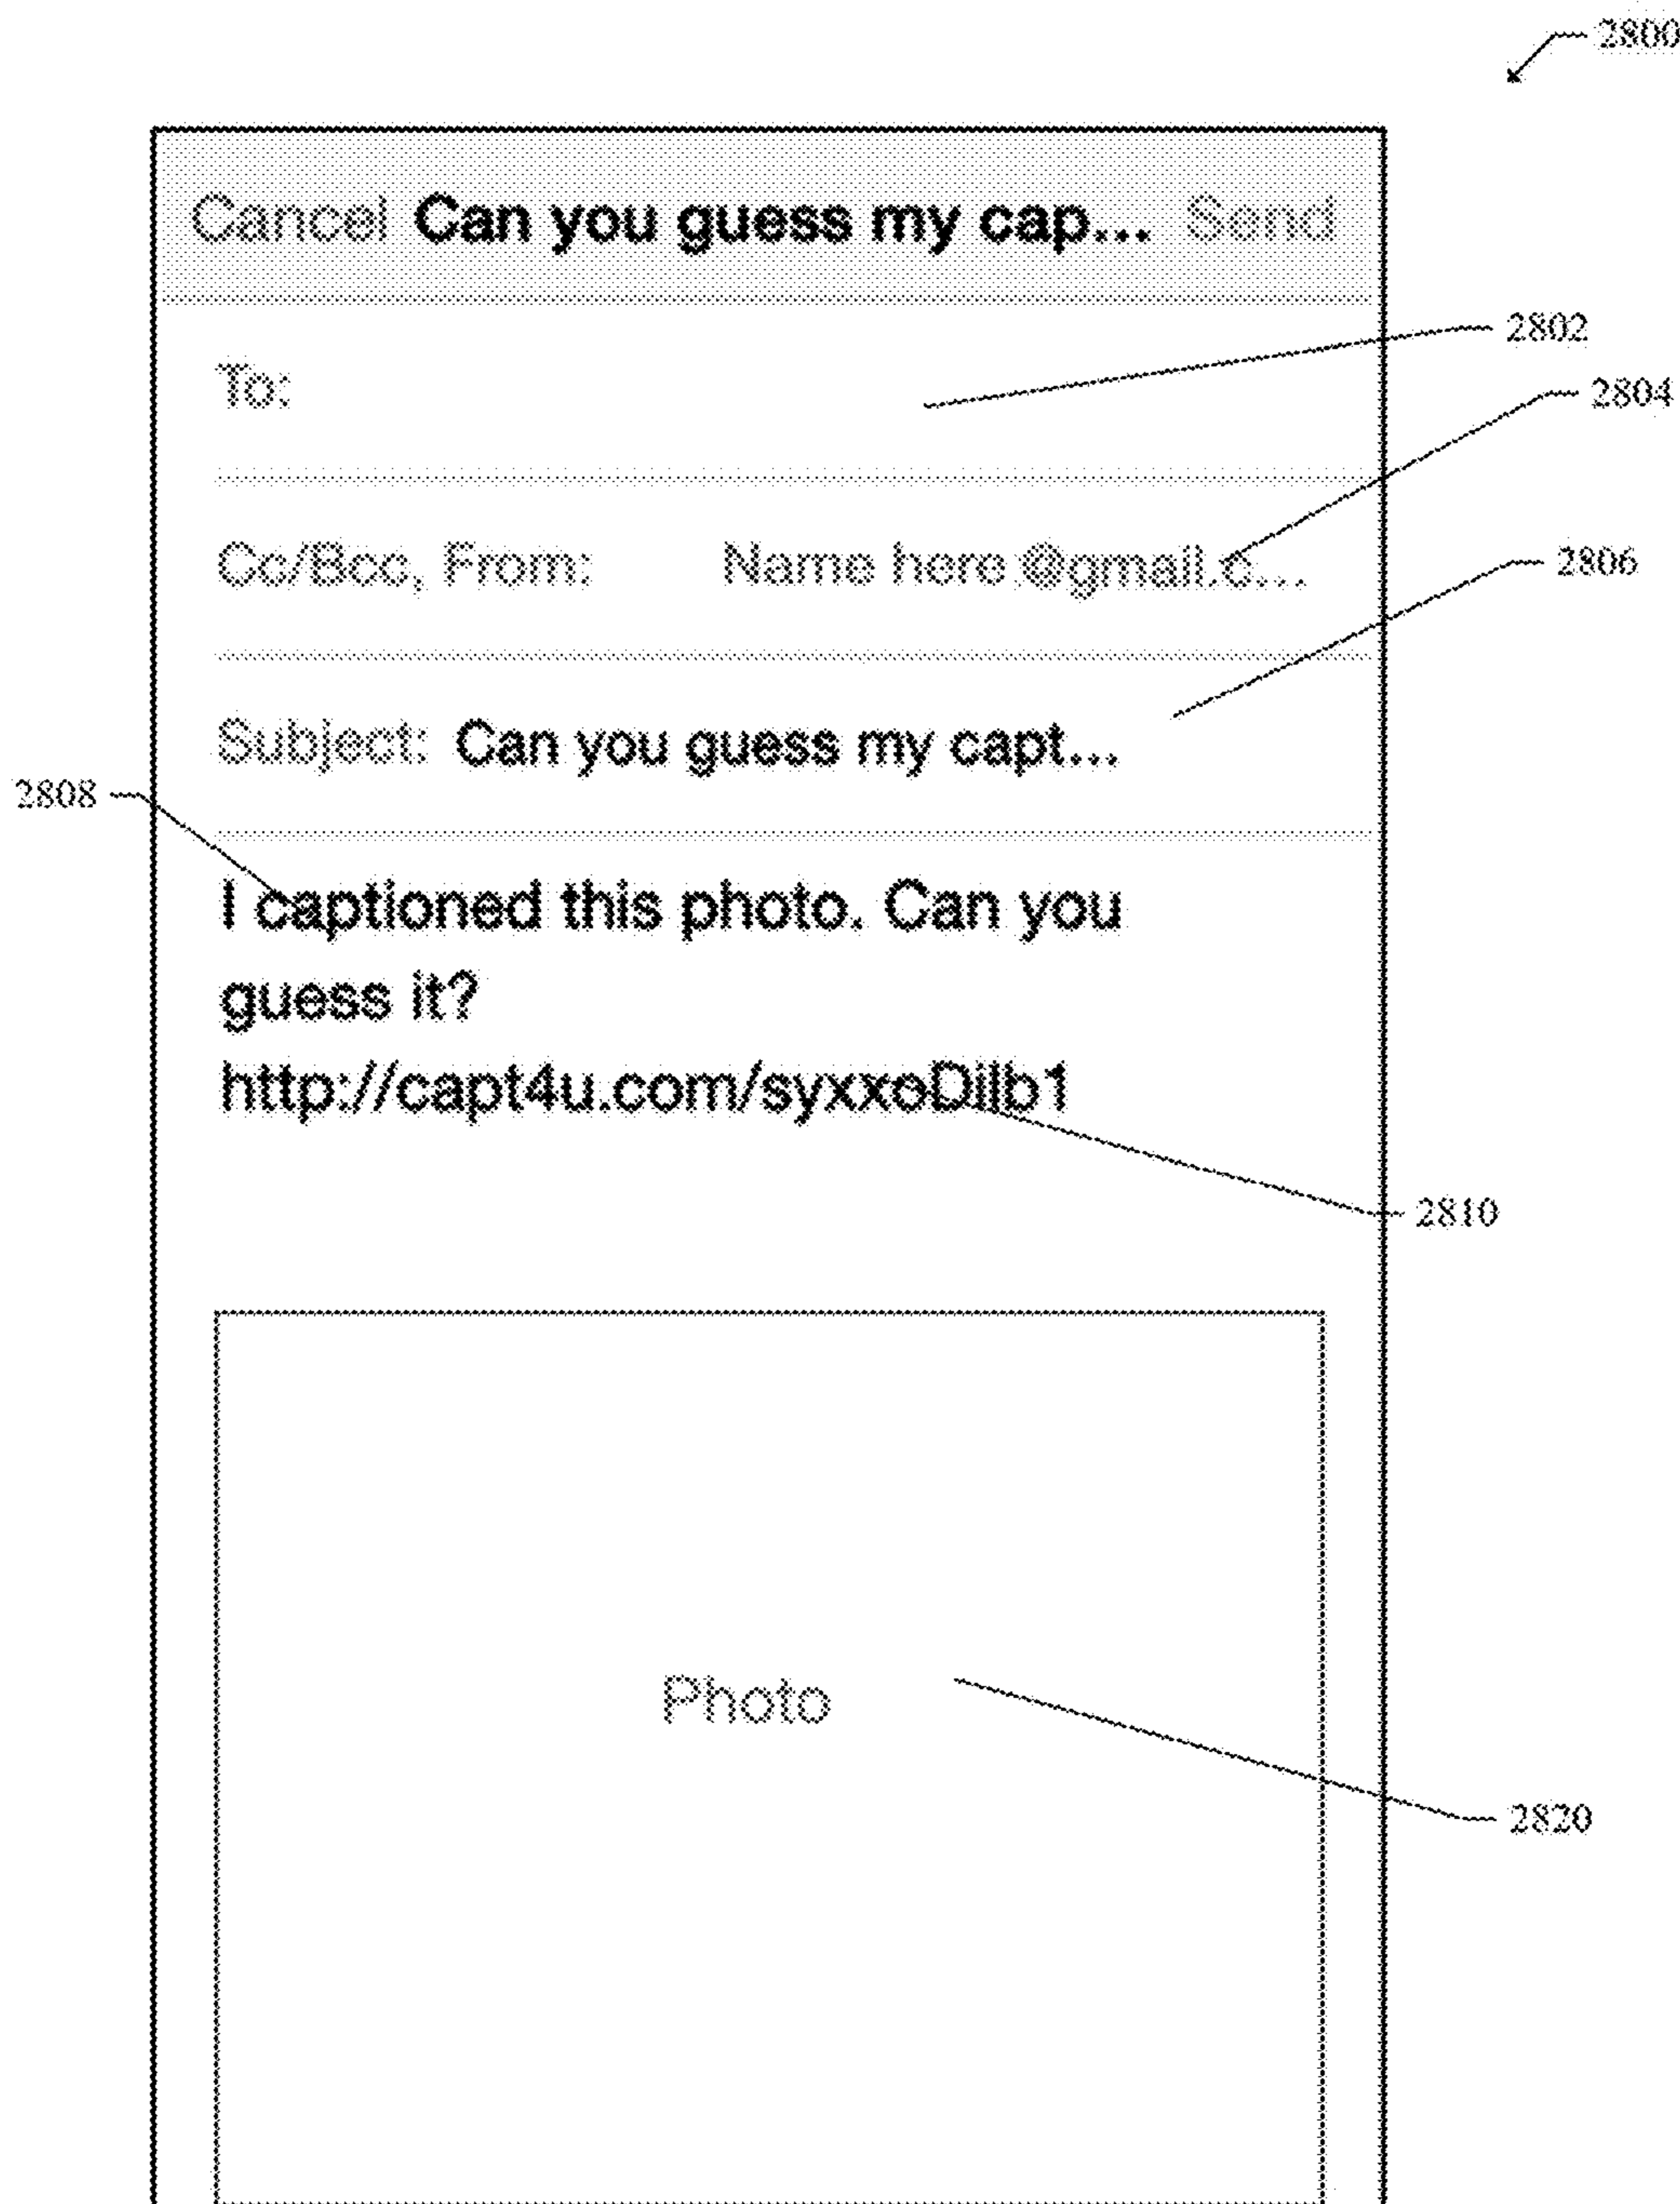 2800
Cancel Can you guess my cap... Send
2802
To:
2804
Cc/Bcc, From: Name here @gmail.c...
2806
Subject: Can you guess my capt...
2808
I captioned this photo. Can you
guess it?
http://capt4u.com/syxxoDilb1
2810
Photo
2820